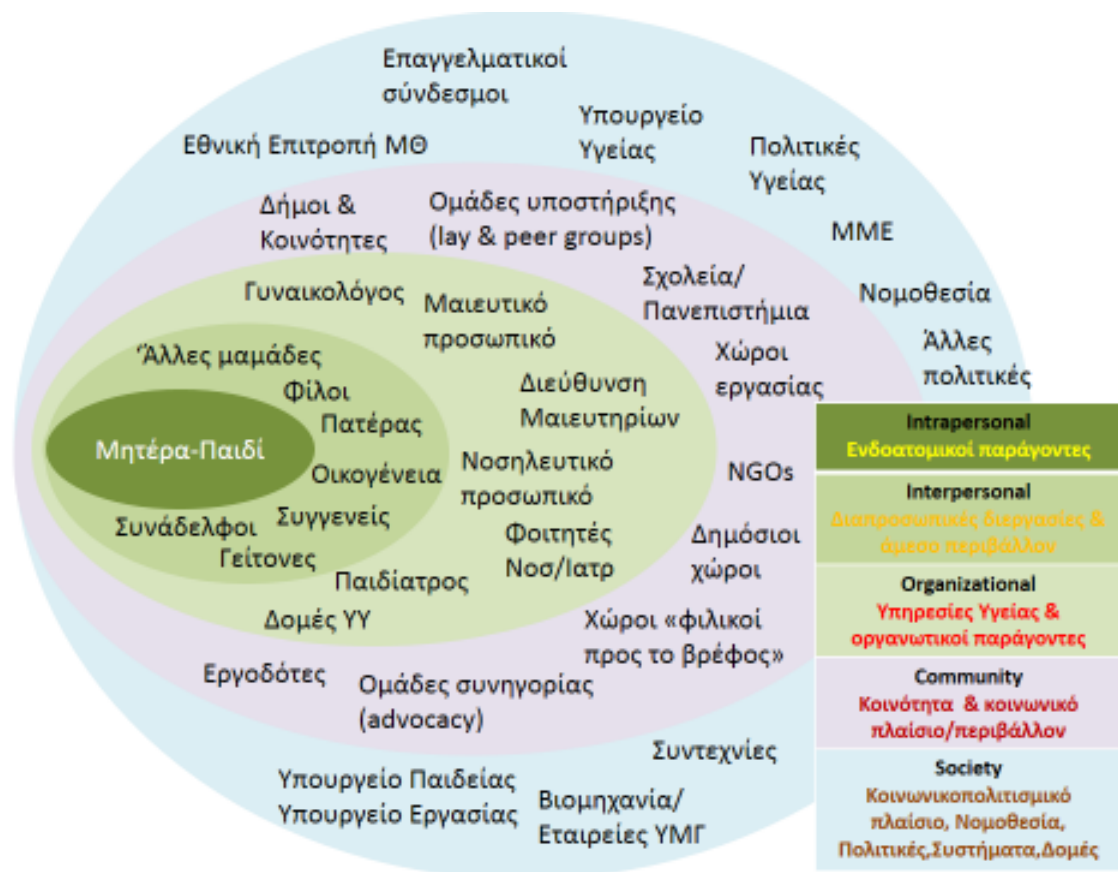 Επαγγελματικοί
σύνδεσμοι
Εθνική Επιτροπή ΜΘ
Υπουργείο
Υγείας
Πολιτικές
Υγείας
ΜΜΕ
Νομοθεσία
Άλλες
πολιτικές
Δήμοι &
Κοινότητες
Ομάδες υποστήριξης
(lay & peer groups)
Σχολεία/
Πανεπιστήμια
Χώροι
εργασίας
NGOs
Δημόσιοι
χώροι
Χώροι «φιλικοί
προς το βρέφος»
Γυναικολόγος
Μαιευτικό
προσωπικό
Διεύθυνση
Μαιευτηρίων
Νοσηλευτικό
προσωπικό
Φοιτητές
Νοσ/Ιατρ
Παιδίατρος
Δομές ΥΥ
'Άλλες μαμάδες
Φίλοι
Πατέρας
Οικογένεια
Συγγενείς
Συνάδελφοι
Γείτονες
Μητέρα-Παιδί
Εργοδότες
Ομάδες συνηγορίας
(advocacy)
Συντεχνίες
Υπουργείο Παιδείας
Υπουργείο Εργασίας
Βιομηχανία/
Εταιρείες ΥΜΓ
Intrapersonal
Ενδοατομικοί παράγοντες
Interpersonal
Διαπροσωπικές διεργασίες &
άμεσο περιβάλλον
Organizational
Υπηρεσίες Υγείας &
οργανωτικοί παράγοντες
Community
Κοινότητα & κοινωνικό
πλαίσιο/περιβάλλον
Society
Κοινωνικοπολιτισμικό
πλαίσιο, Νομοθεσία,
Πολιτικές,Συστήματα,Δομές